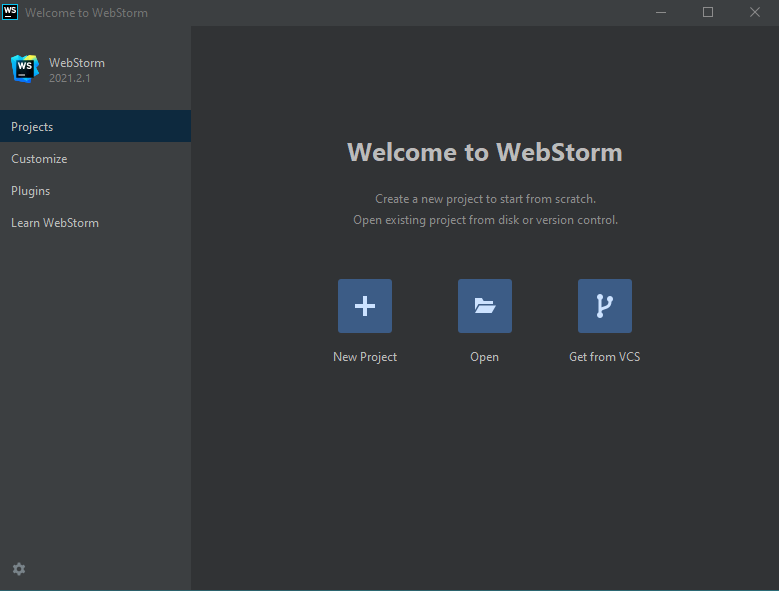 WS Welcome to WebStorm
WS WebStorm
2021.2.1
Projects
Customize
Plugins
Learn WebStorm
Welcome to WebStorm
Create a new project to start from scratch.
Open existing project from disk or version control.
New Project
Open
Get from VCS